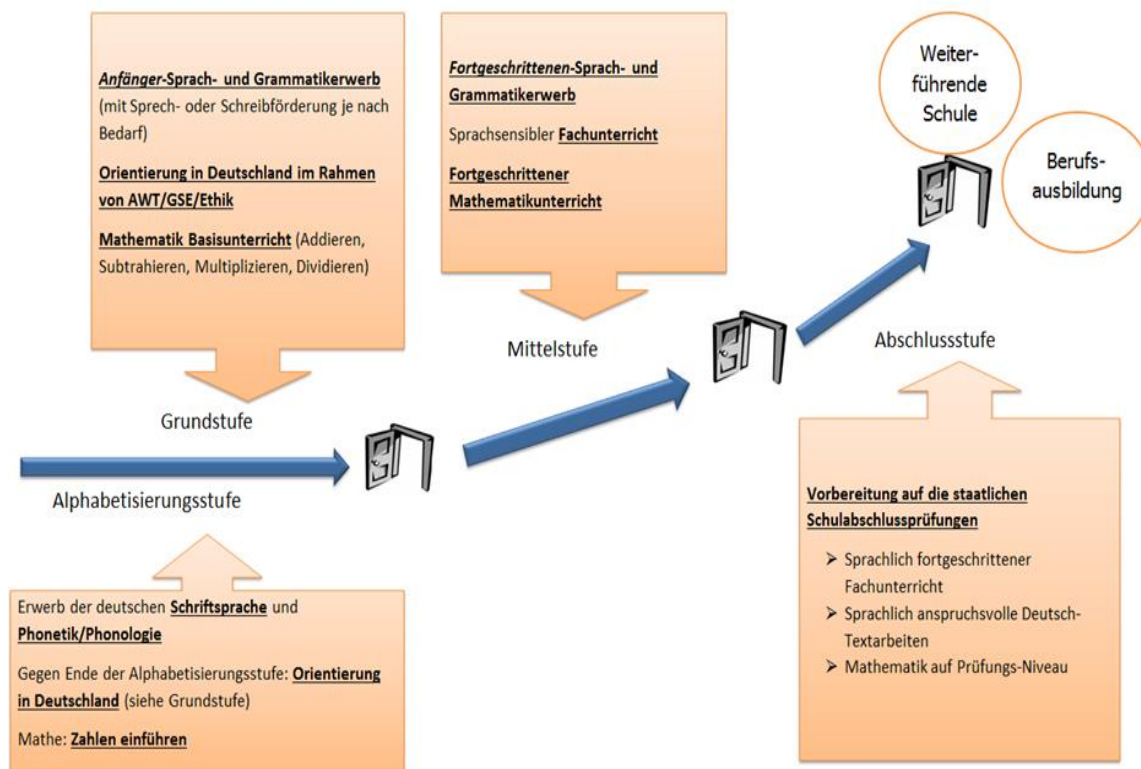 Anfänger-Sprach- und Grammatikerwerb
(mit Sprech- oder Schreibförderung je nach
Bedarf)
Orientierung in Deutschland im Rahmen
von AWT/GSE/Ethik
Mathematik Basisunterricht (Addieren,
Subtrahieren, Multiplizieren, Dividieren)
Fortgeschrittenen-Sprach- und
Grammatikerwerb
Sprachsensibler Fachunterricht
Fortgeschrittener
Mathematikunterricht
Weiter-
führende
Schule
Berufs-
ausbildung
Grundstufe
Mittelstufe
Abschlussstufe
Alphabetisierungsstufe
Erwerb der deutschen Schriftsprache und
Phonetik/Phonologie
Gegen Ende der Alphabetisierungsstufe: Orientierung
in Deutschland (siehe Grundstufe)
Mathe: Zahlen einführen
Vorbereitung auf die staatlichen
Schulabschlussprüfungen
➤ Sprachlich fortgeschrittener
Fachunterricht
➤ Sprachlich anspruchsvolle Deutsch-
Textarbeiten
➤ Mathematik auf Prüfungs-Niveau